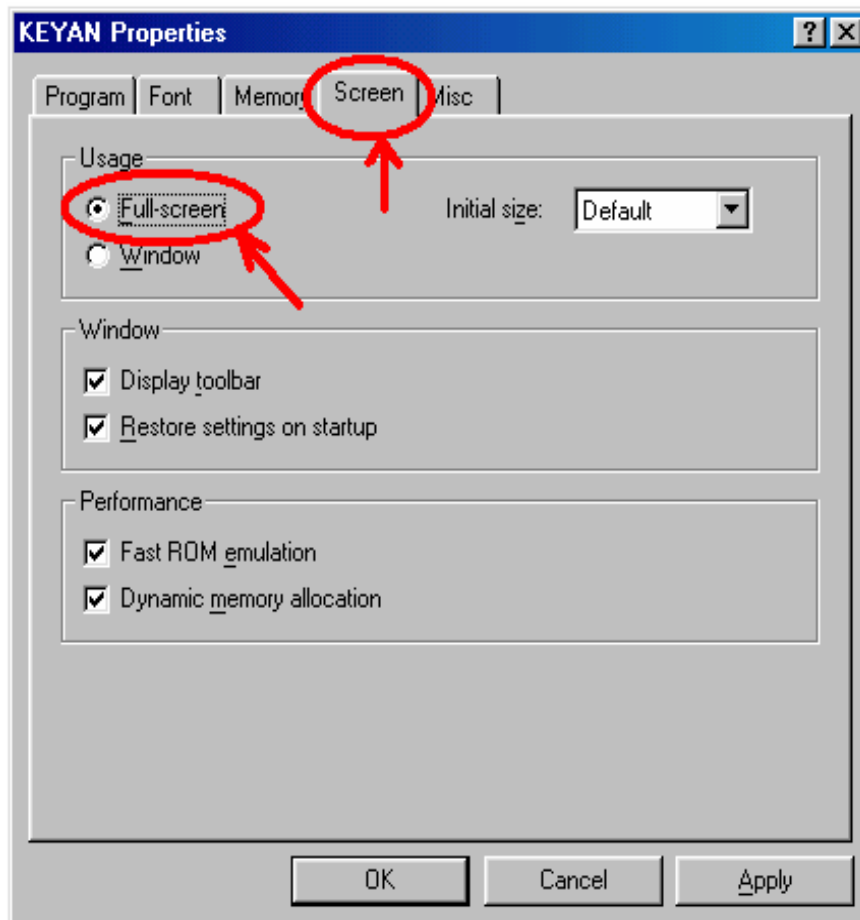 KEYAN Properties
Program Font Memory Screen Misc
Usage
Full-screen Initial size: Default
Window
Window
Display toolbar
Restore settings on startup
Performance
Fast ROM emulation
Dynamic memory allocation
OK Cancel Apply